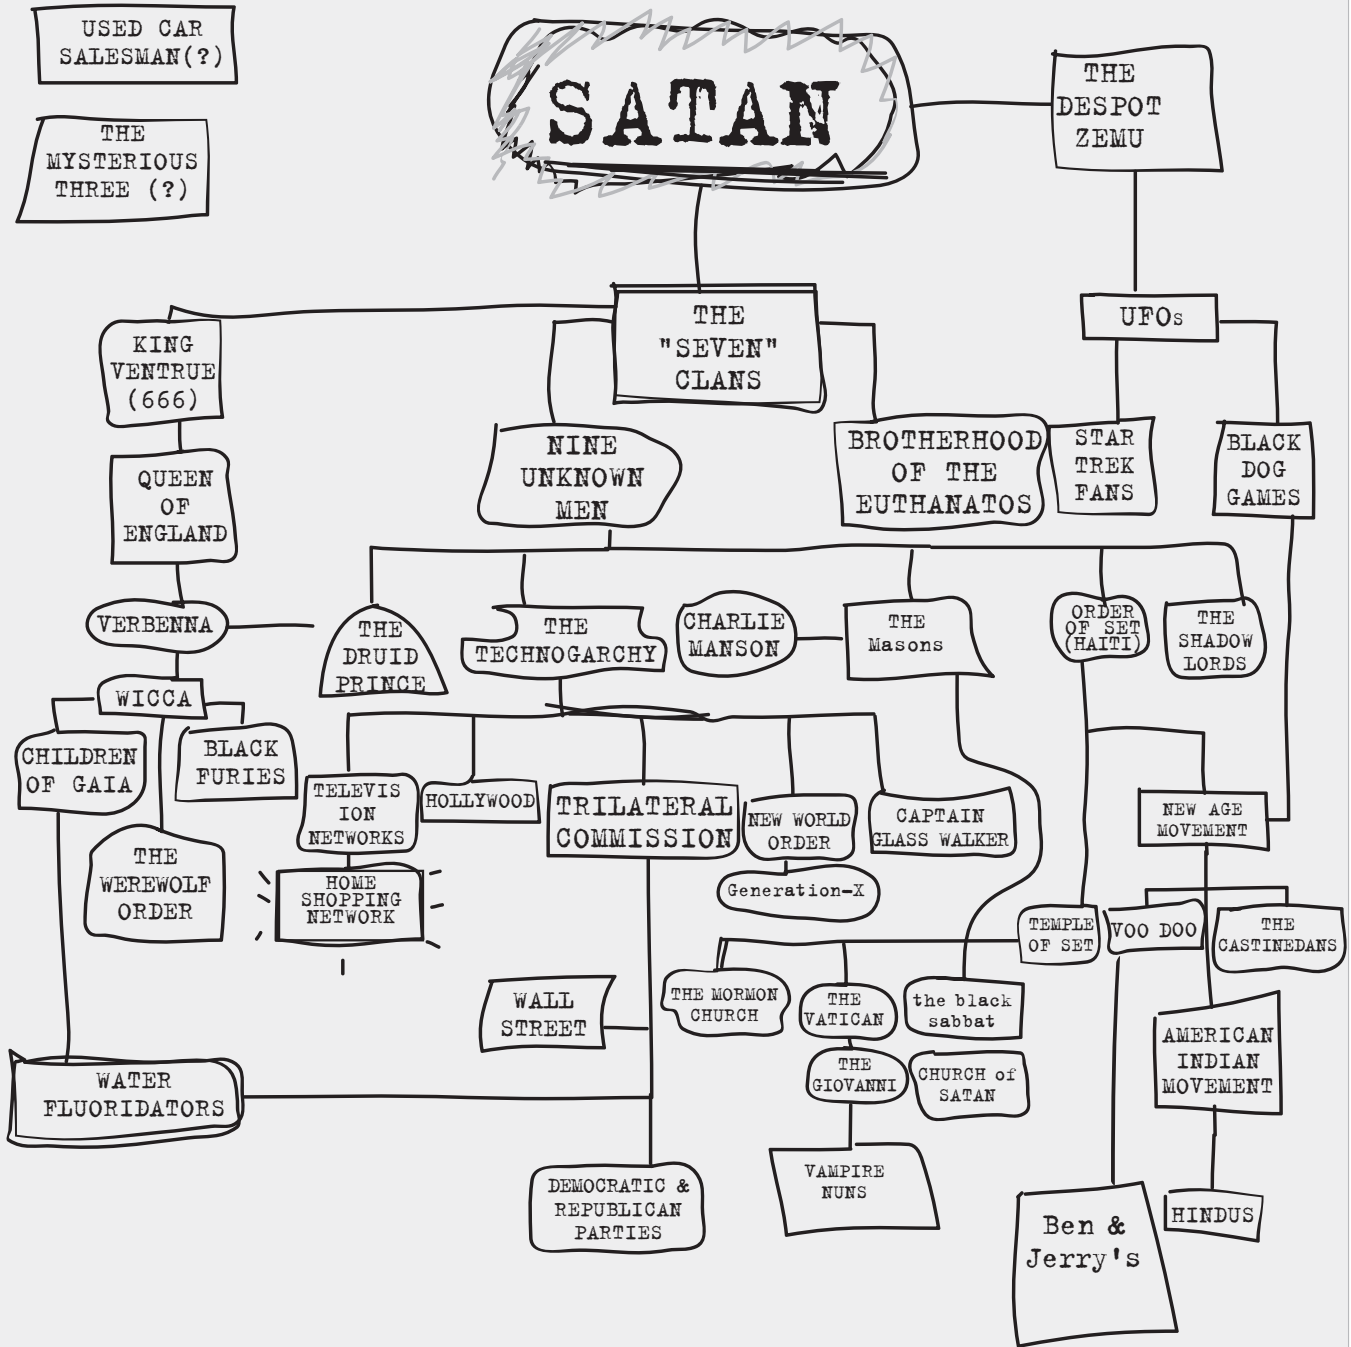 USED CAR
SALESMAN(?)
THE
MYSTERIOUS
THREE (?)
SATAN
THE
DESPOT
ZEMU
KING
VENTRUE
(666)
THE
"SEVEN"
CLANS
UFOs
QUEEN
OF
ENGLAND
NINE
UNKNOWN
MEN
BROTHERHOOD
OF THE
EUTHANATOS
STAR
TREK
FANS
BLACK
DOG
GAMES
VERBENNA
THE
DRUID
PRINCE
THE
TECHNOGARCHY
CHARLIE
MANSON
THE
Masons
ORDER
OF SET
(HAITI)
THE
SHADOW
LORDS
WICCA
CHILDREN
OF GAIA
BLACK
FURIES
TELEVIS
ION
NETWORKS
HOLLYWOOD
TRILATERAL
COMMISSION
NEW WORLD
ORDER
CAPTAIN
GLASS WALKER
NEW AGE
MOVEMENT
THE
WEREWOLF
ORDER
HOME
SHOPPING
NETWORK
Generation-X
TEMPLE
OF SET
VOO DOO
THE
CASTINEDANS
WALL
STREET
THE MORMON
CHURCH
THE
VATICAN
the black
sabbat
AMERICAN
INDIAN
MOVEMENT
WATER
FLUORIDATORS
THE
GIOVANNI
CHURCH of
SATAN
DEMOCRATIC &
REPUBLICAN
PARTIES
VAMPIRE
NUNS
Ben &
Jerry's
HINDUS